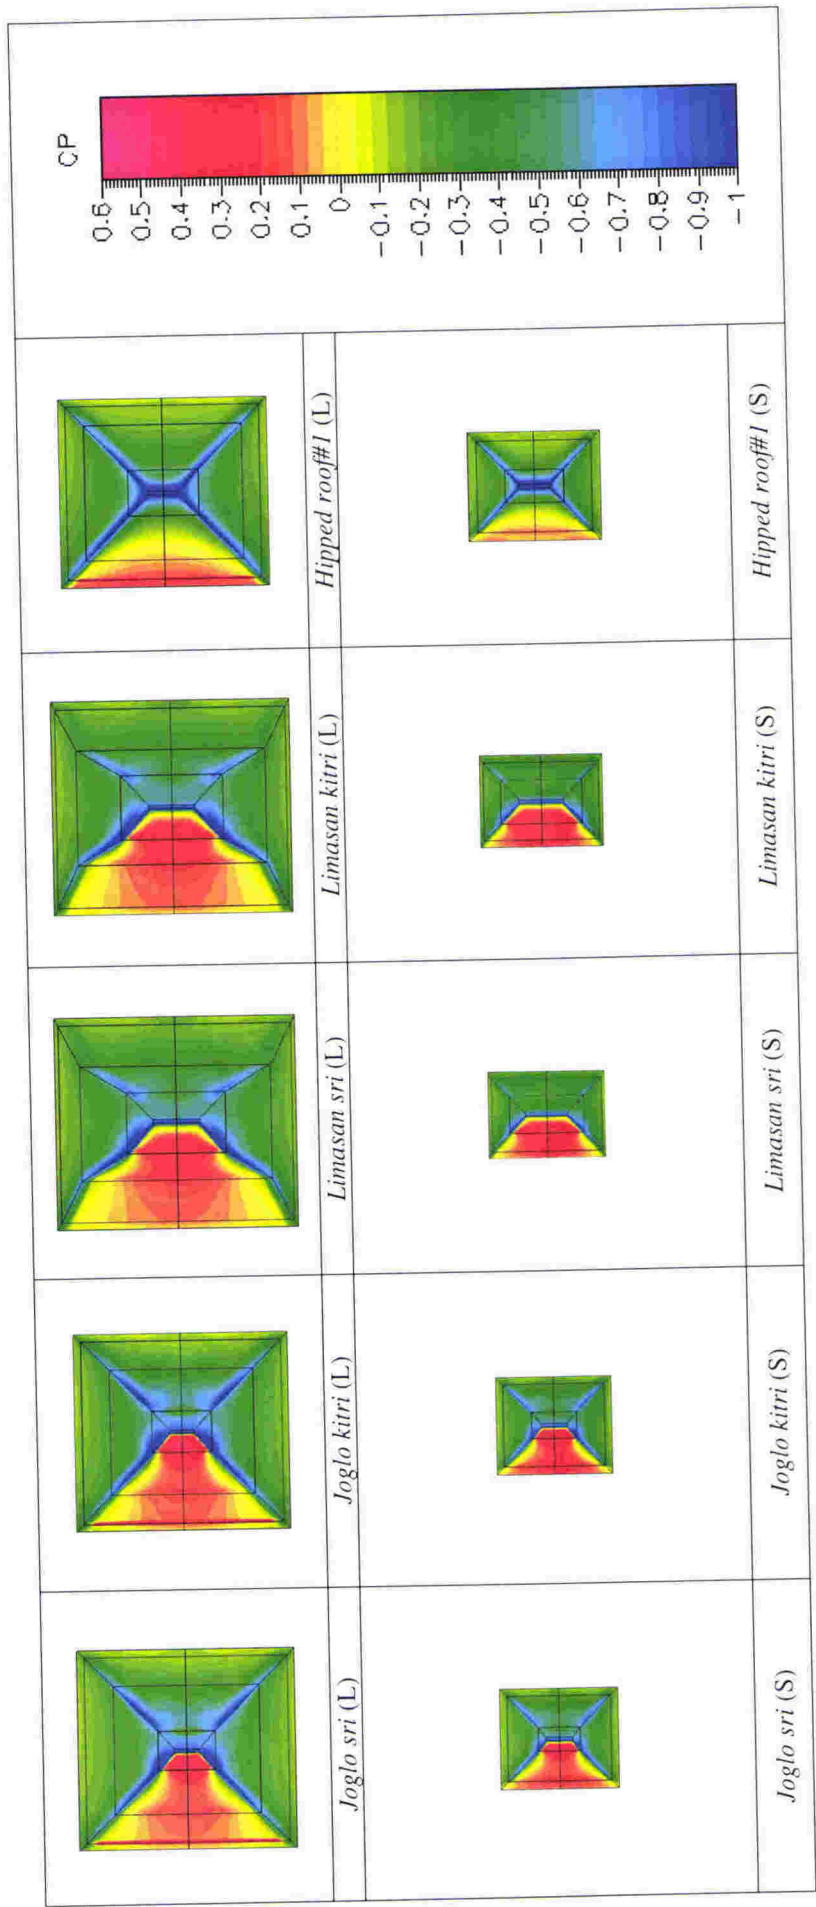 CP
0.6
0.5
0.4
0.3
0.2
0.1
0
-0.1
-0.2
-0.3
-0.4
-0.5
-0.6
-0.7
-0.8
-0.9
-1
Joglo sri (L)
Joglo kitri (L)
Limasan sri (L)
Limasan kitri (L)
Hipped roof#1 (L)
Joglo sri (S)
Joglo kitri (S)
Limasan sri (S)
Limasan kitri (S)
Hipped roof#1 (S)